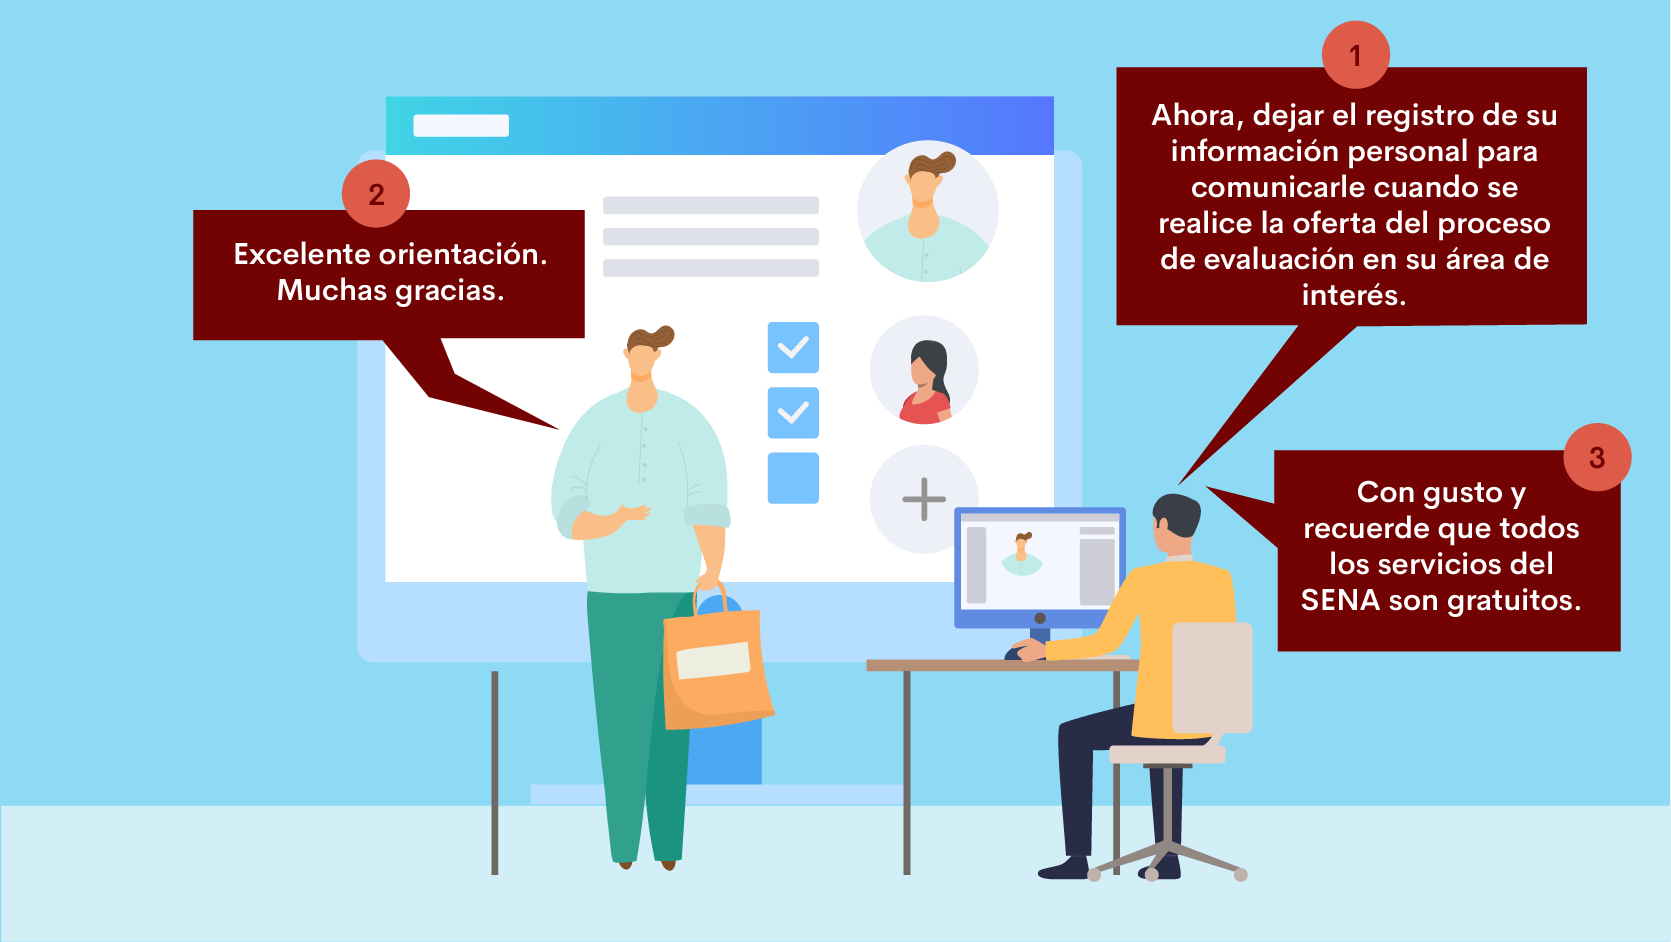 1
Ahora, dejar el registro de su
información personal para
comunicarle cuando se
realice la oferta del proceso
de evaluación en su área de
interés.
2
Excelente orientación.
Muchas gracias.
3
Con gusto y
recuerde que todos
los servicios del
SENA son gratuitos.